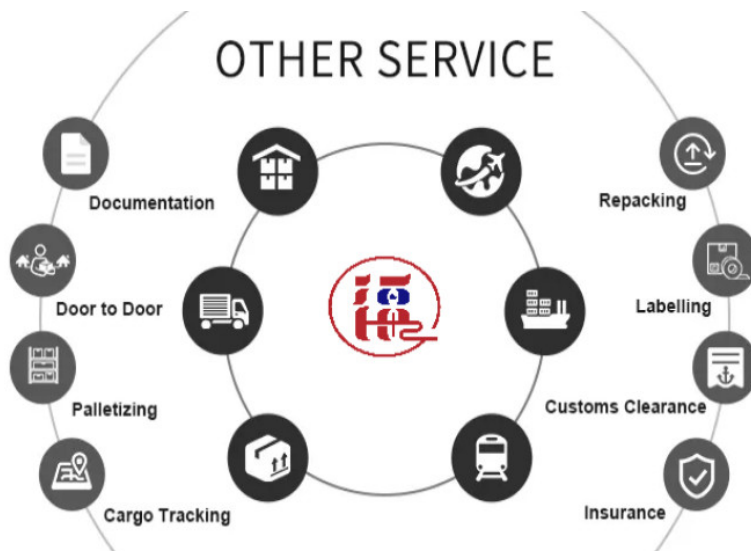 OTHER SERVICE
Documentation
Repacking
Door to Door
Labelling
Palletizing
Customs Clearance
Cargo Tracking
Insurance